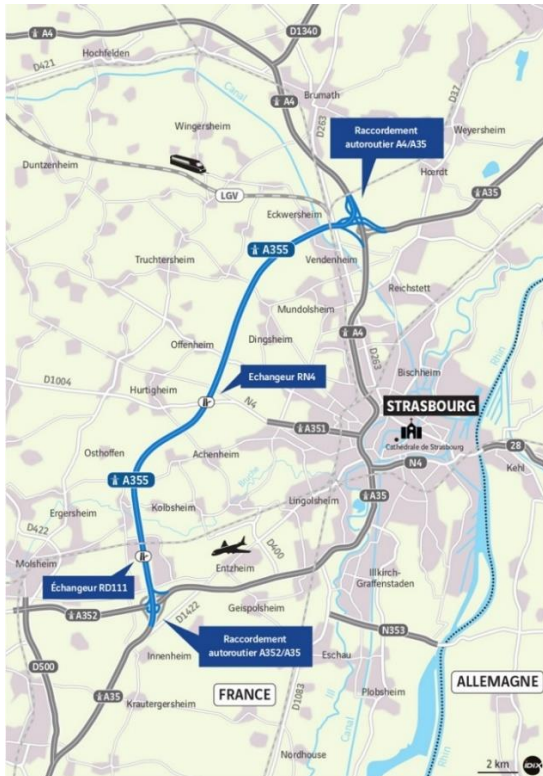 A4
D1340
Hochfelden
D421
Canal
A4
Brumath
D263
D37
Wingersheim
Raccordement
autoroutier A4/A35
Weyersheim
Duntzenheim
Hœrdt
LGV
A35
Eckwersheim
A355
Vendenheim
Truchtersheim
Reichstett
Mundolsheim
Rhin
Offenheim
Dingsheim
A4
D263
Bischheim
D1004
Hurtigheim
Echangeur RN4
N4
STRASBOURG
A351
Cathédrale de Strasbourg
28
Osthoffen
Achenheim
N4
Kehl
A355
Bruche
A35
Lingolsheim
Ergersheim
Kolbsheim
D422
D400
Molsheim
Entzheim
Échangeur RD111
Illkirch-
Graffenstaden
A352
D1422
Geispolsheim
N353
Raccordement
autoroutier A352/A35
Innenheim
Eschau
D500
A35
FRANCE
ALLEMAGNE
Plobsheim
Krautergersheim
D1083
Ill
Canal
Rhin
Nordhouse
2 km
IDIX